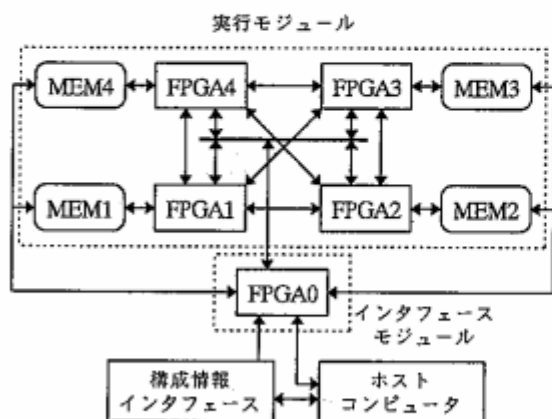 実行モジュール
MEM4
FPGA4
FPGA3
MEM3
MEM1
FPGA1
FPGA2
MEM2
FPGA0
インタフェース
モジュール
構成情報
インタフェース
ホスト
コンピュータ